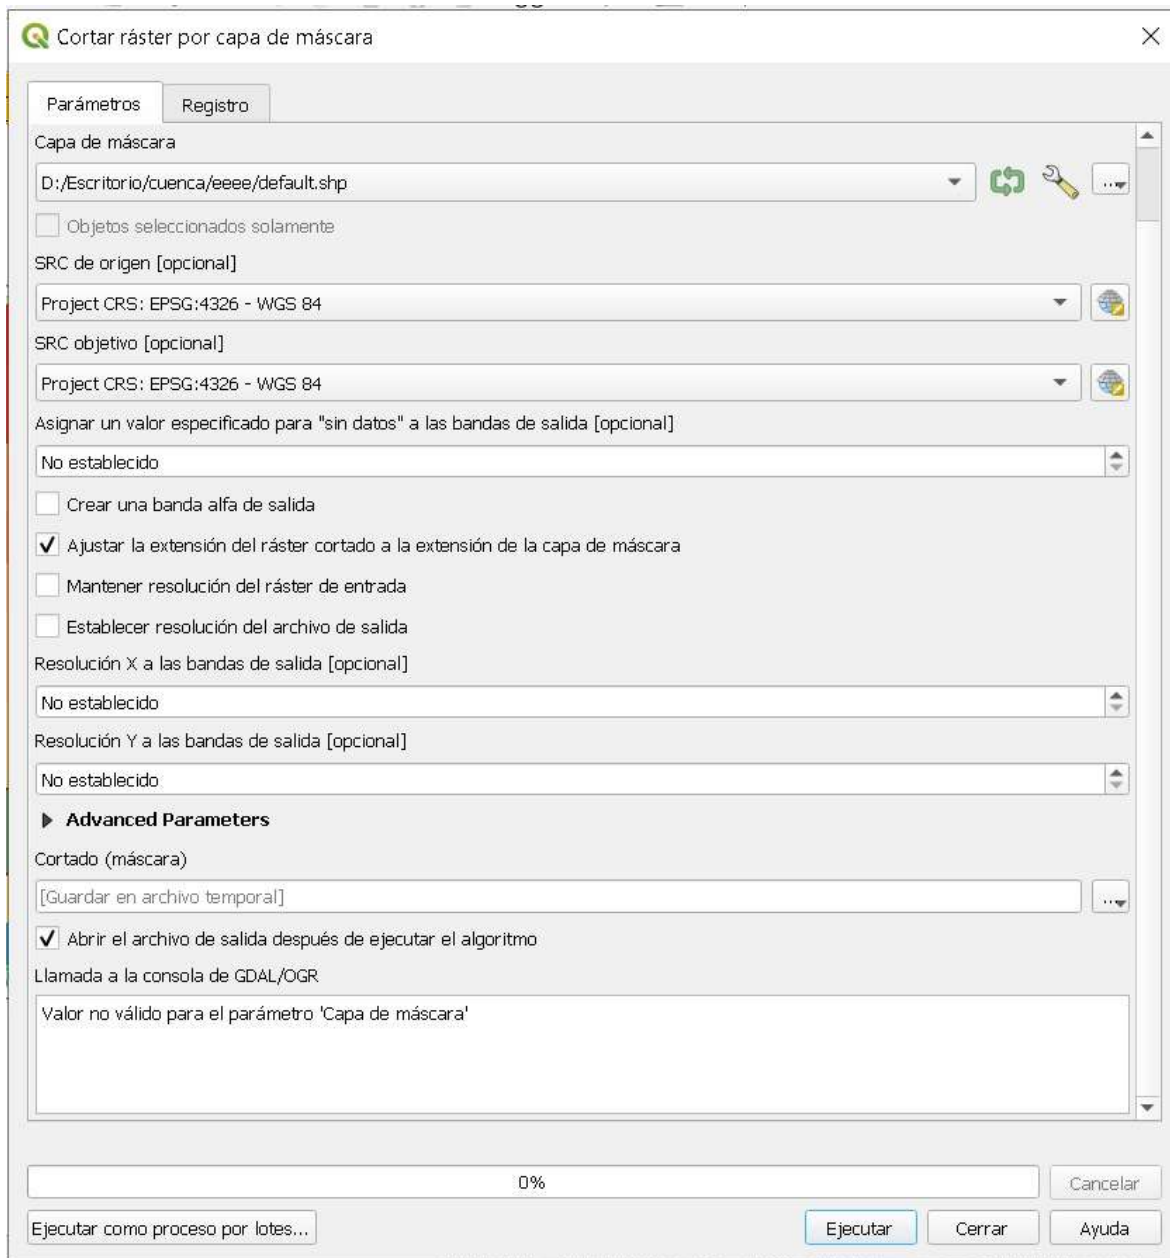 Cortar ráster por capa de máscara
Parámetros Registro
Capa de máscara
D:/Escritorio/cuenca/eeee/default.shp
...
Objetos seleccionados solamente
SRC de origen [opcional]
Project CRS: EPSG:4326 - WGS 84
SRC objetivo [opcional]
Project CRS: EPSG:4326 - WGS 84
Asignar un valor especificado para "sin datos" a las bandas de salida [opcional]
No establecido
Crear una banda alfa de salida
Ajustar la extensión del ráster cortado a la extensión de la capa de máscara
Mantener resolución del ráster de entrada
Establecer resolución del archivo de salida
Resolución X a las bandas de salida [opcional]
No establecido
Resolución Y a las bandas de salida [opcional]
No establecido
Advanced Parameters
Cortado (máscara)
[Guardar en archivo temporal]
...
Abrir el archivo de salida después de ejecutar el algoritmo
Llamada a la consola de GDAL/OGR
Valor no válido para el parámetro 'Capa de máscara'
0% Cancelar
Ejecutar como proceso por lotes... Ejecutar Cerrar Ayuda